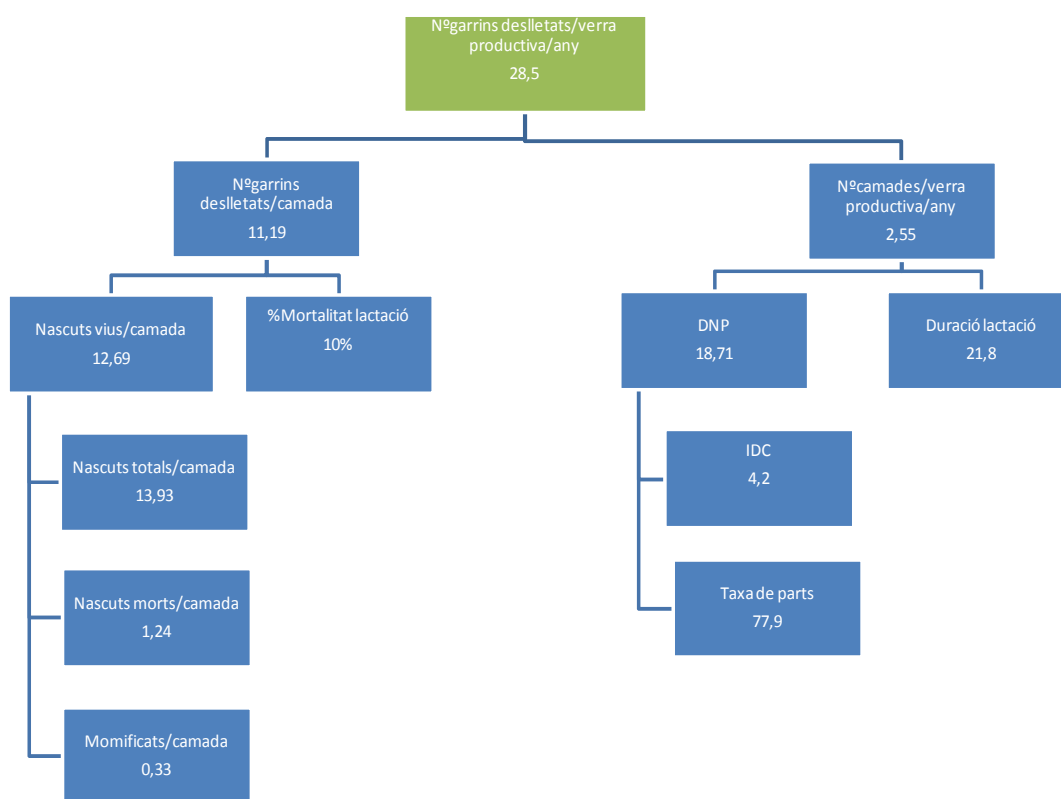 Nºgarrins deslletats/verra
productiva/any
28,5
Nºgarrins
deslletats/camada
11,19
Nºcamades/verra
productiva/any
2,55
Nascuts vius/camada
12,69
%Mortalitat lactació
10%
DNP
18,71
Duració lactació
21,8
Nascuts totals/camada
13,93
IDC
4,2
Nascuts morts/camada
1,24
Taxa de parts
77,9
Momificats/camada
0,33